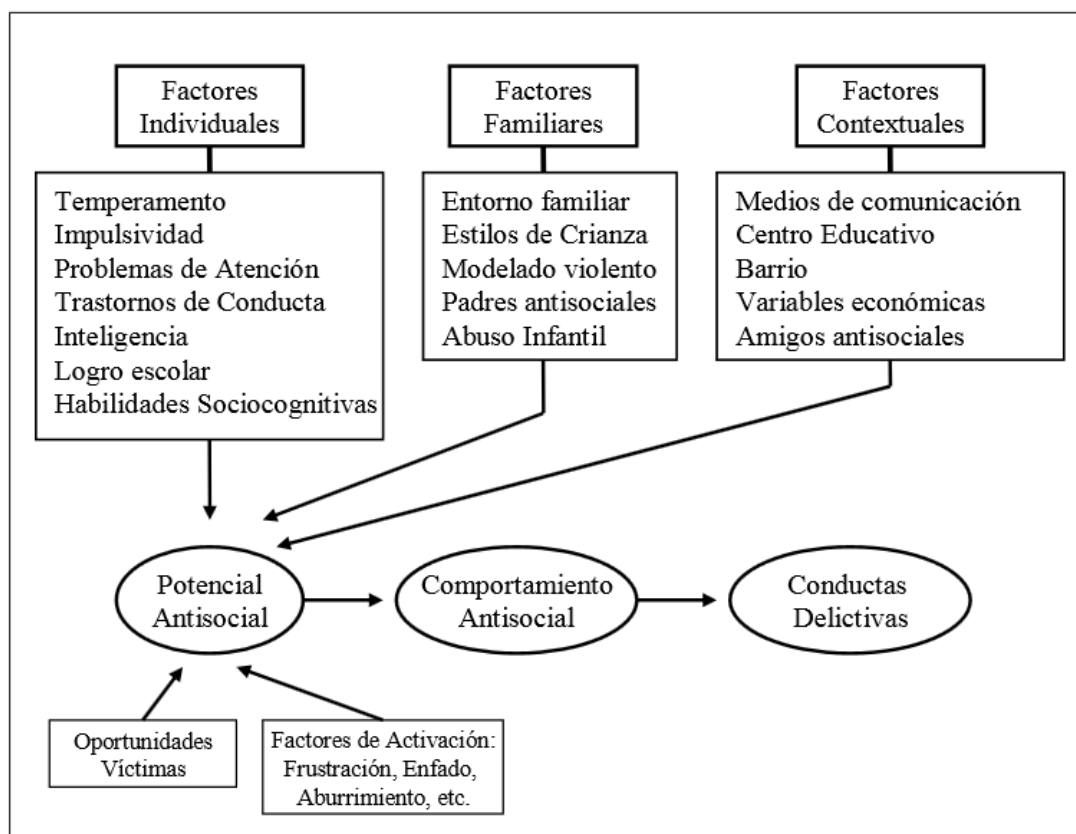 Factores
Individuales
Factores
Familiares
Factores
Contextuales
Temperamento
Impulsividad
Problemas de Atención
Trastornos de Conducta
Inteligencia
Logro escolar
Habilidades Sociocognitivas
Entorno familiar
Estilos de Crianza
Modelado violento
Padres antisociales
Abuso Infantil
Medios de comunicación
Centro Educativo
Barrio
Variables económicas
Amigos antisociales
Potencial
Antisocial
Comportamiento
Antisocial
Conductas
Delictivas
Oportunidades
Víctimas
Factores de Activación:
Frustración, Enfado,
Aburrimiento, etc.